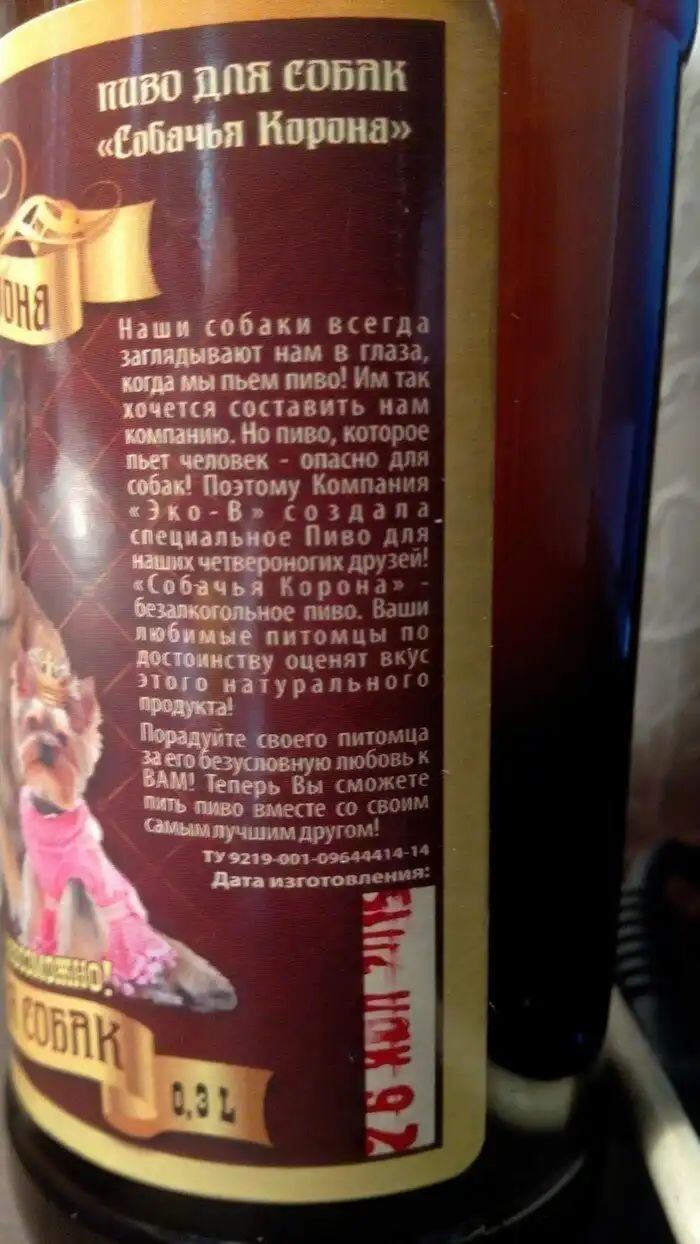 пиво для собак
«Собачья Корона»
Наши собаки всегда
заглядывают нам в глаза,
когда мы пьем пиво! Им так
хочется составить нам
компанию. Но пиво, которое
пьет человек - опасно для
собак! Поэтому Компания
«Эко-В» создала
специальное Пиво для
наших четвероногих друзей!
«Собачья Корона» -
безалкогольное пиво. Ваши
любимые питомцы по
достоинству оценят вкус
этого натурального
продукта!
Порадуйте своего питомца
за его безусловную любовь к
ВАМ! Теперь Вы сможете
пить пиво вместе со своим
самым лучшим другом!
ТУ 9219-001-09644414-14
Дата изготовления:
СОБАК
0,3 L